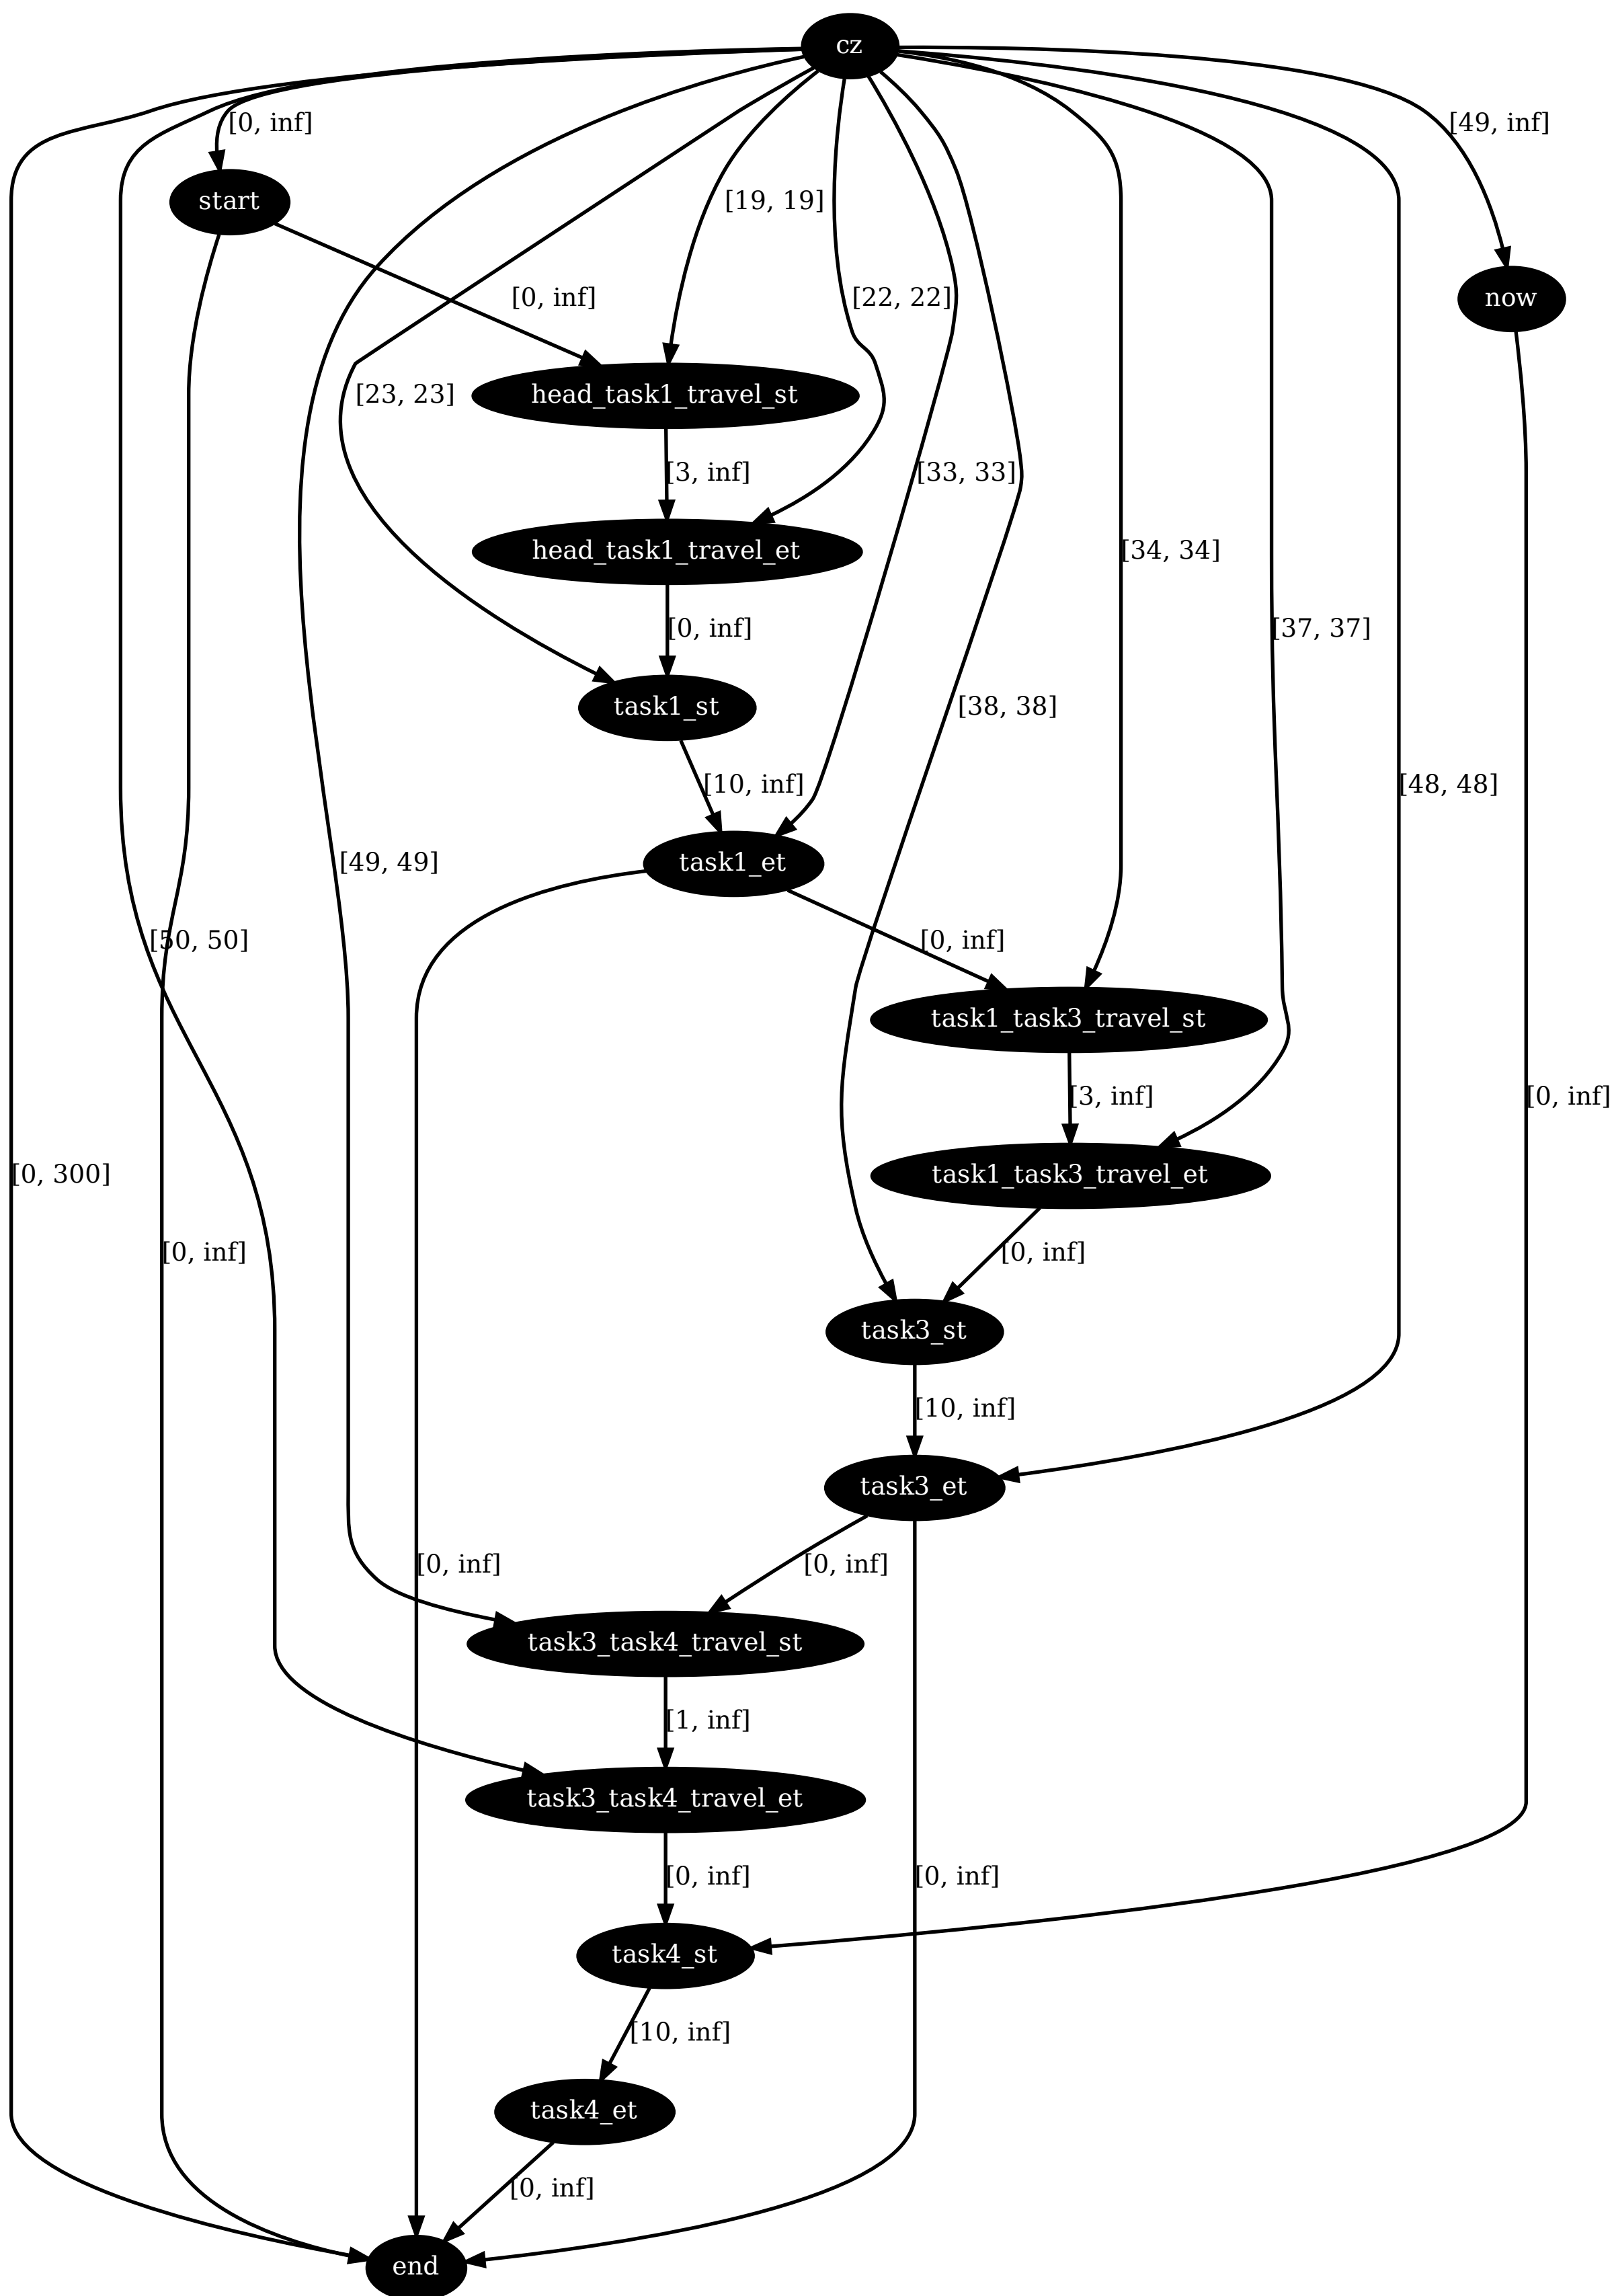 cz
[0, inf]
[49, inf]
start
[19, 19]
now
[0, inf]
[22, 22]
[23, 23]
head_task1_travel_st
[3, inf]
[33, 33]
head_task1_travel_et
[34, 34]
[0, inf]
[37, 37]
task1_st
[38, 38]
[10, inf]
[48, 48]
[49, 49]
task1_et
[50, 50]
[0, inf]
task1_task3_travel_st
[3, inf]
[0, inf]
[0, 300]
task1_task3_travel_et
[0, inf]
[0, inf]
task3_st
[10, inf]
task3_et
[0, inf]
[0, inf]
task3_task4_travel_st
[1, inf]
task3_task4_travel_et
[0, inf]
[0, inf]
task4_st
[10, inf]
task4_et
[0, inf]
end